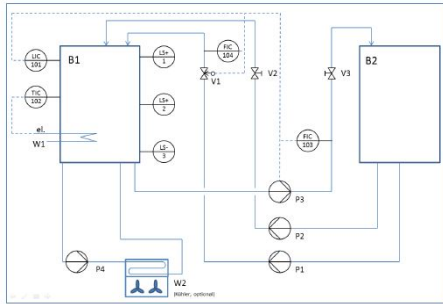 FIC
104
LIC
101
B1
LS+
1
B2
V1
V2
V3
TIC
102
LS+
2
el.
W1
FIC
103
LS-
3
P3
P2
P4
P1
W2
(Kühler, optional)